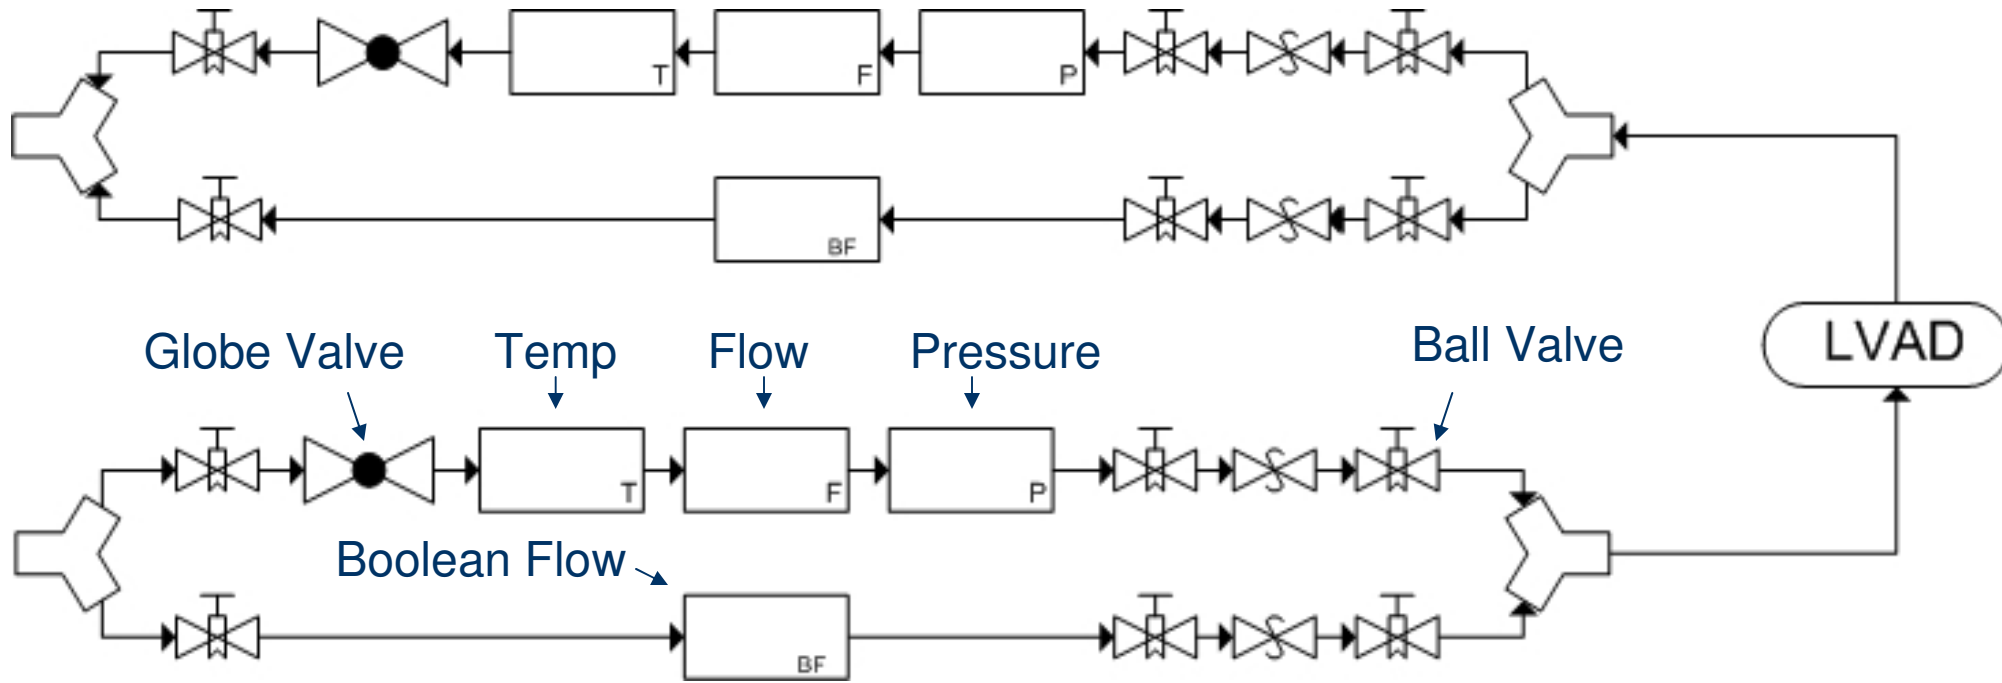 T F P
BF
Globe Valve Temp Flow Pressure Ball Valve LVAD
T F P
Boolean Flow
BF